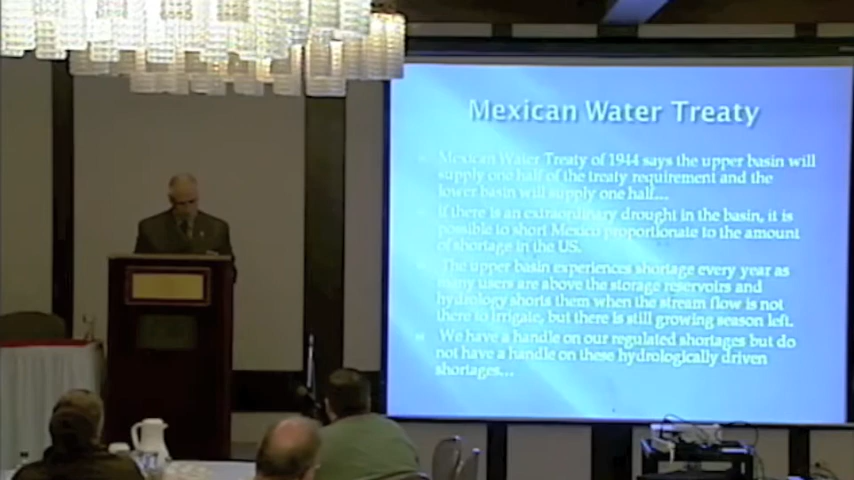 Mexican Water Treaty
Mexican Water Treaty of 1944 says the upper basin will
supply one half of the treaty requirement and the
lower basin will supply one half....
If there is an extraordinary drought in the basin, it is
possible to short Mexico proportionate to the amount
of shortage in the US.
The upper basin experiences shortage every year as
many users are above the storage reservoirs and
hydrology shorts them when the stream flow is not
there to irrigate, but there is still growing season left.
We have a handle on our regulated shortages but do
not have a handle on these hydrologically driven
shortages...